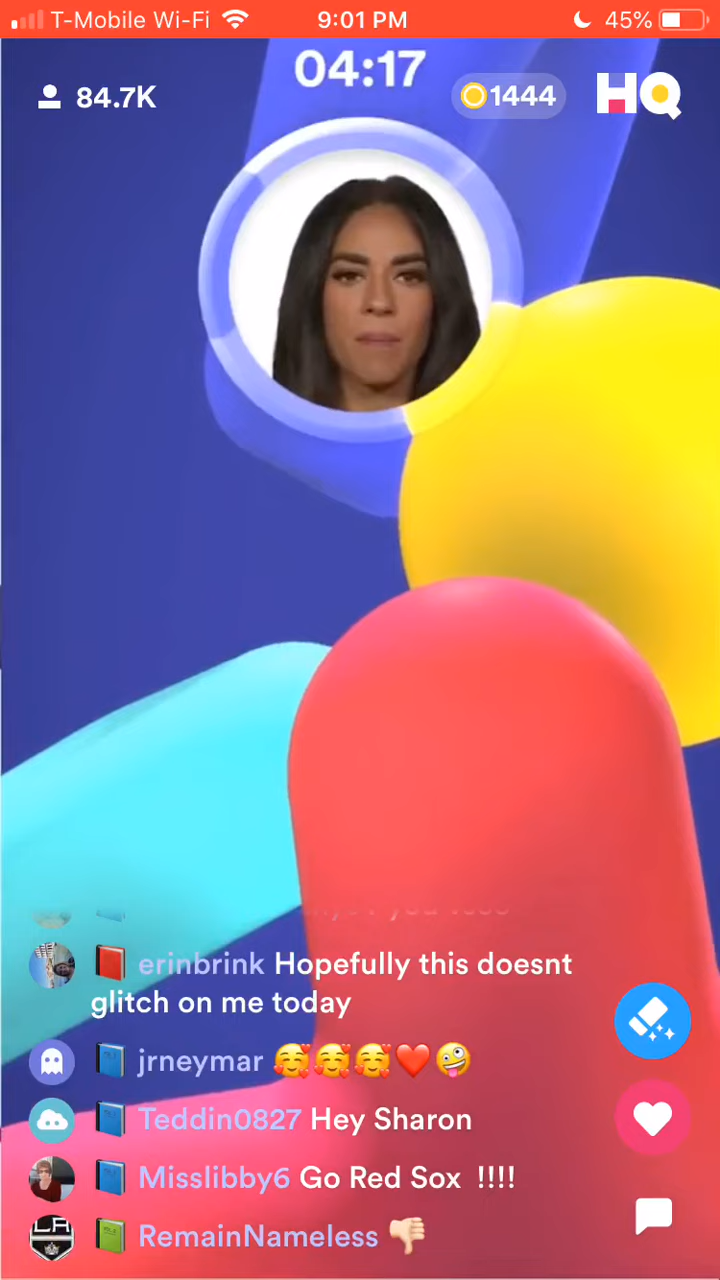 T-Mobile Wi-Fi 9:01 PM 45%
04:17
84.7K 1444 HQ
erinbrink Hopefully this doesnt
glitch on me today
jrneymar 🥰🥰🥰❤️🤪
Teddin0827 Hey Sharon
Misslibby6 Go Red Sox !!!!
LA
RemainNameless 👎🏻